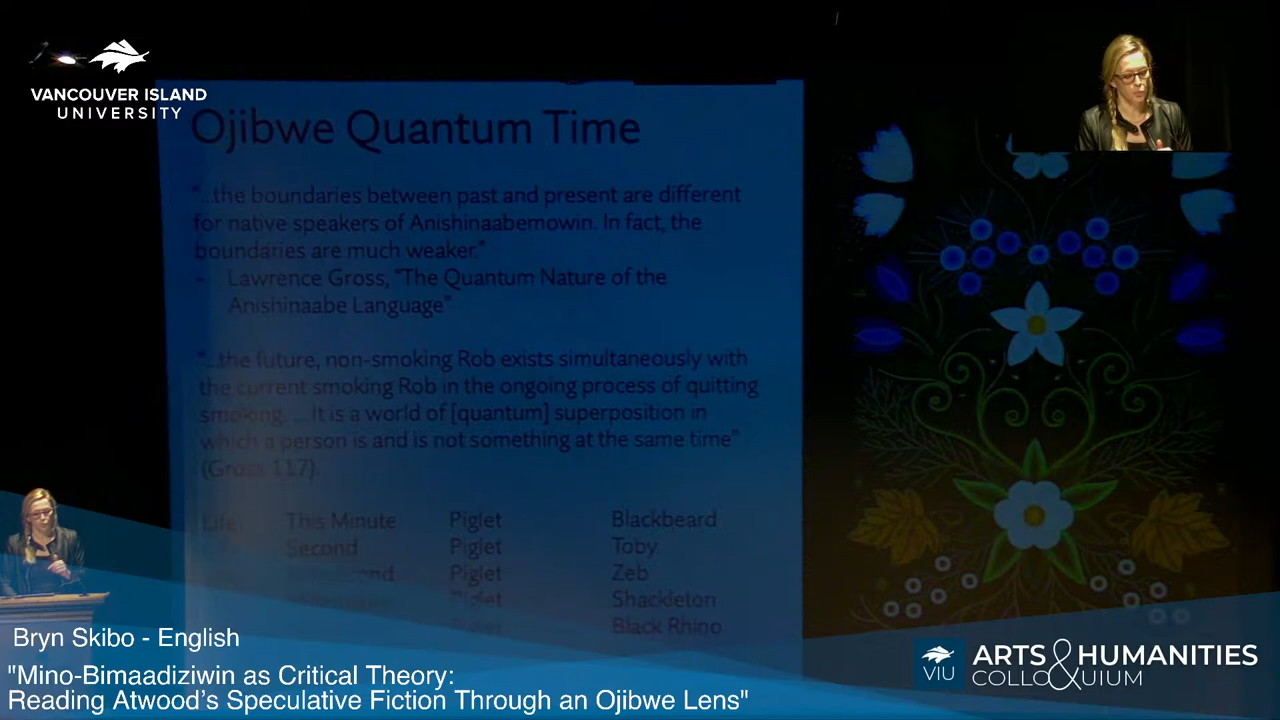 VANCOUVER ISLAND
UNIVERSITY
Ojibwe Quantum Time
"...the boundaries between past and present are different
for native speakers of Anishinaabemowin. In fact, the
boundaries are much weaker."
- Lawrence Gross, "The Quantum Nature of the
Anishinaabe Language"
"...the future, non-smoking Rob exists simultaneously with
the current smoking Rob in the ongoing process of quitting
smoking. ... It is a world of [quantum] superposition in
which a person is and is not something at the same time"
(Gross 117).
This Minute Piglet Blackbeard
Second Piglet Toby
Piglet Zeb
Piglet Shackleton
Black Rhino
Bryn Skibo - English
"Mino-Bimaadiziwin as Critical Theory:
Reading Atwood's Speculative Fiction Through an Ojibwe Lens"
VIU
ARTS & HUMANITIES
COLLOQUIUM